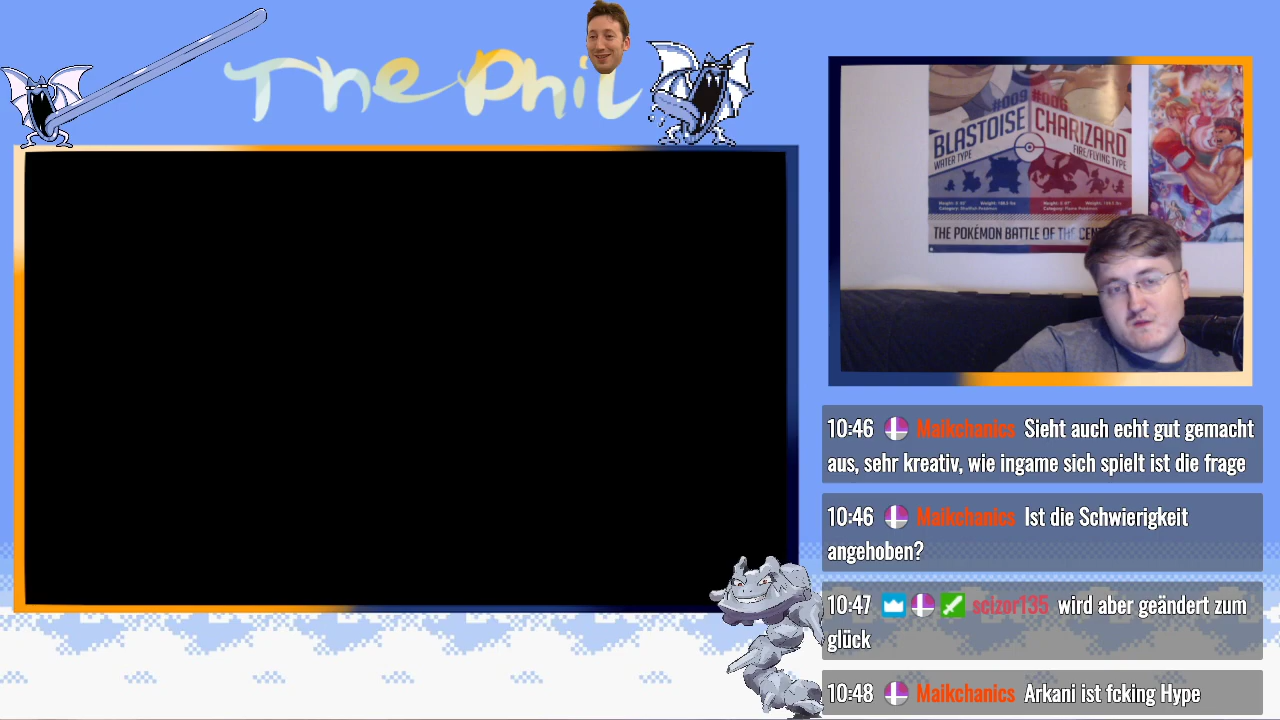 The Phil
#009 #006
BLASTOISE CHARIZARD
WATER TYPE FIRE/FLYING TYPE
THE POKÉMON BATTLE OF THE
10:46 Maikchanics Sieht auch echt gut gemacht
aus, sehr kreativ, wie ingame sich spielt ist die frage
10:46 Maikchanics Ist die Schwierigkeit
angehoben?
10:47 scizor135 wird aber geändert zum
glück
10:48 Maikchanics Arkani ist fcking Hype